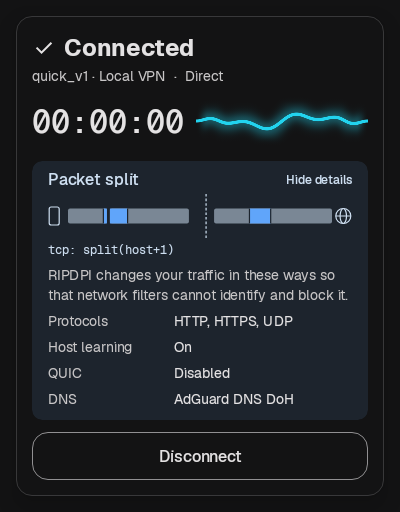 Connected
quick_v1 · Local VPN · Direct
00:00:00
Packet split
Hide details
tcp: split(host+1)
RIPDPI changes your traffic in these ways so
that network filters cannot identify and block it.
Protocols HTTP, HTTPS, UDP
Host learning On
QUIC Disabled
DNS AdGuard DNS DoH
Disconnect